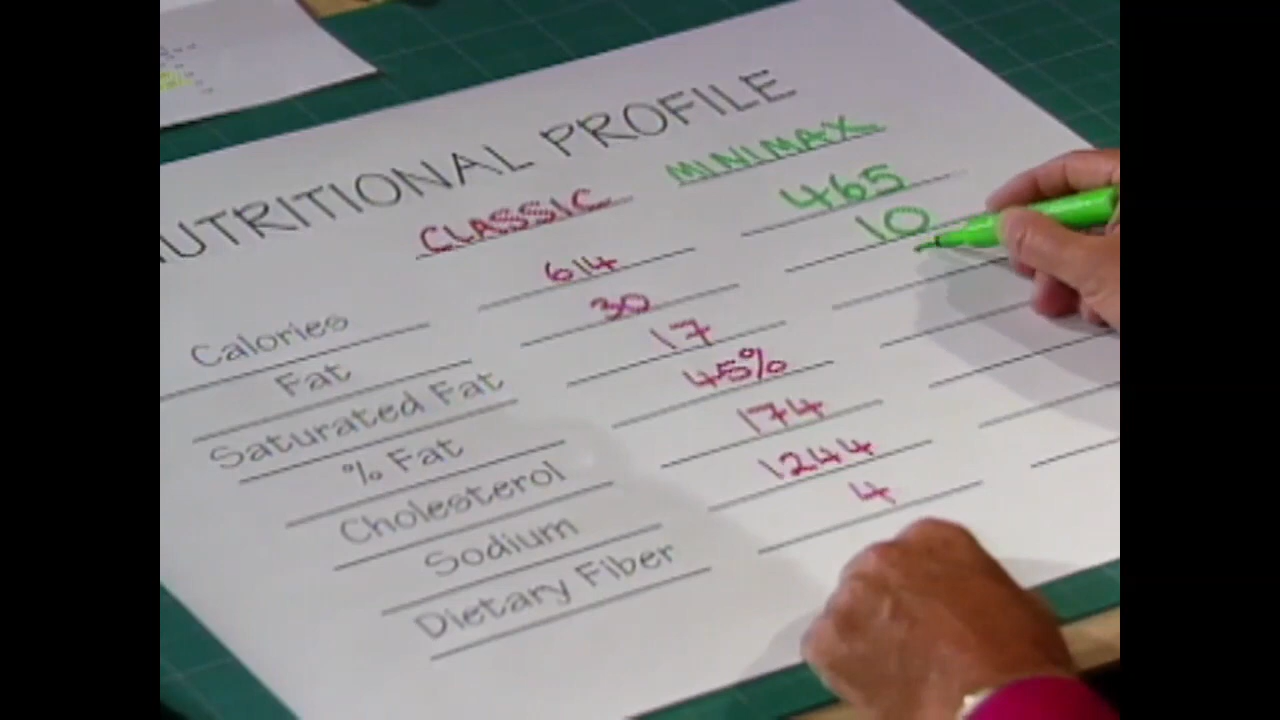 NUTRITIONAL PROFILE
CLASSIC MINIMAX
Calories 614 465
Fat 30 10
Saturated Fat 17
% Fat 45%
Cholesterol 174
Sodium 1244
Dietary Fiber 4